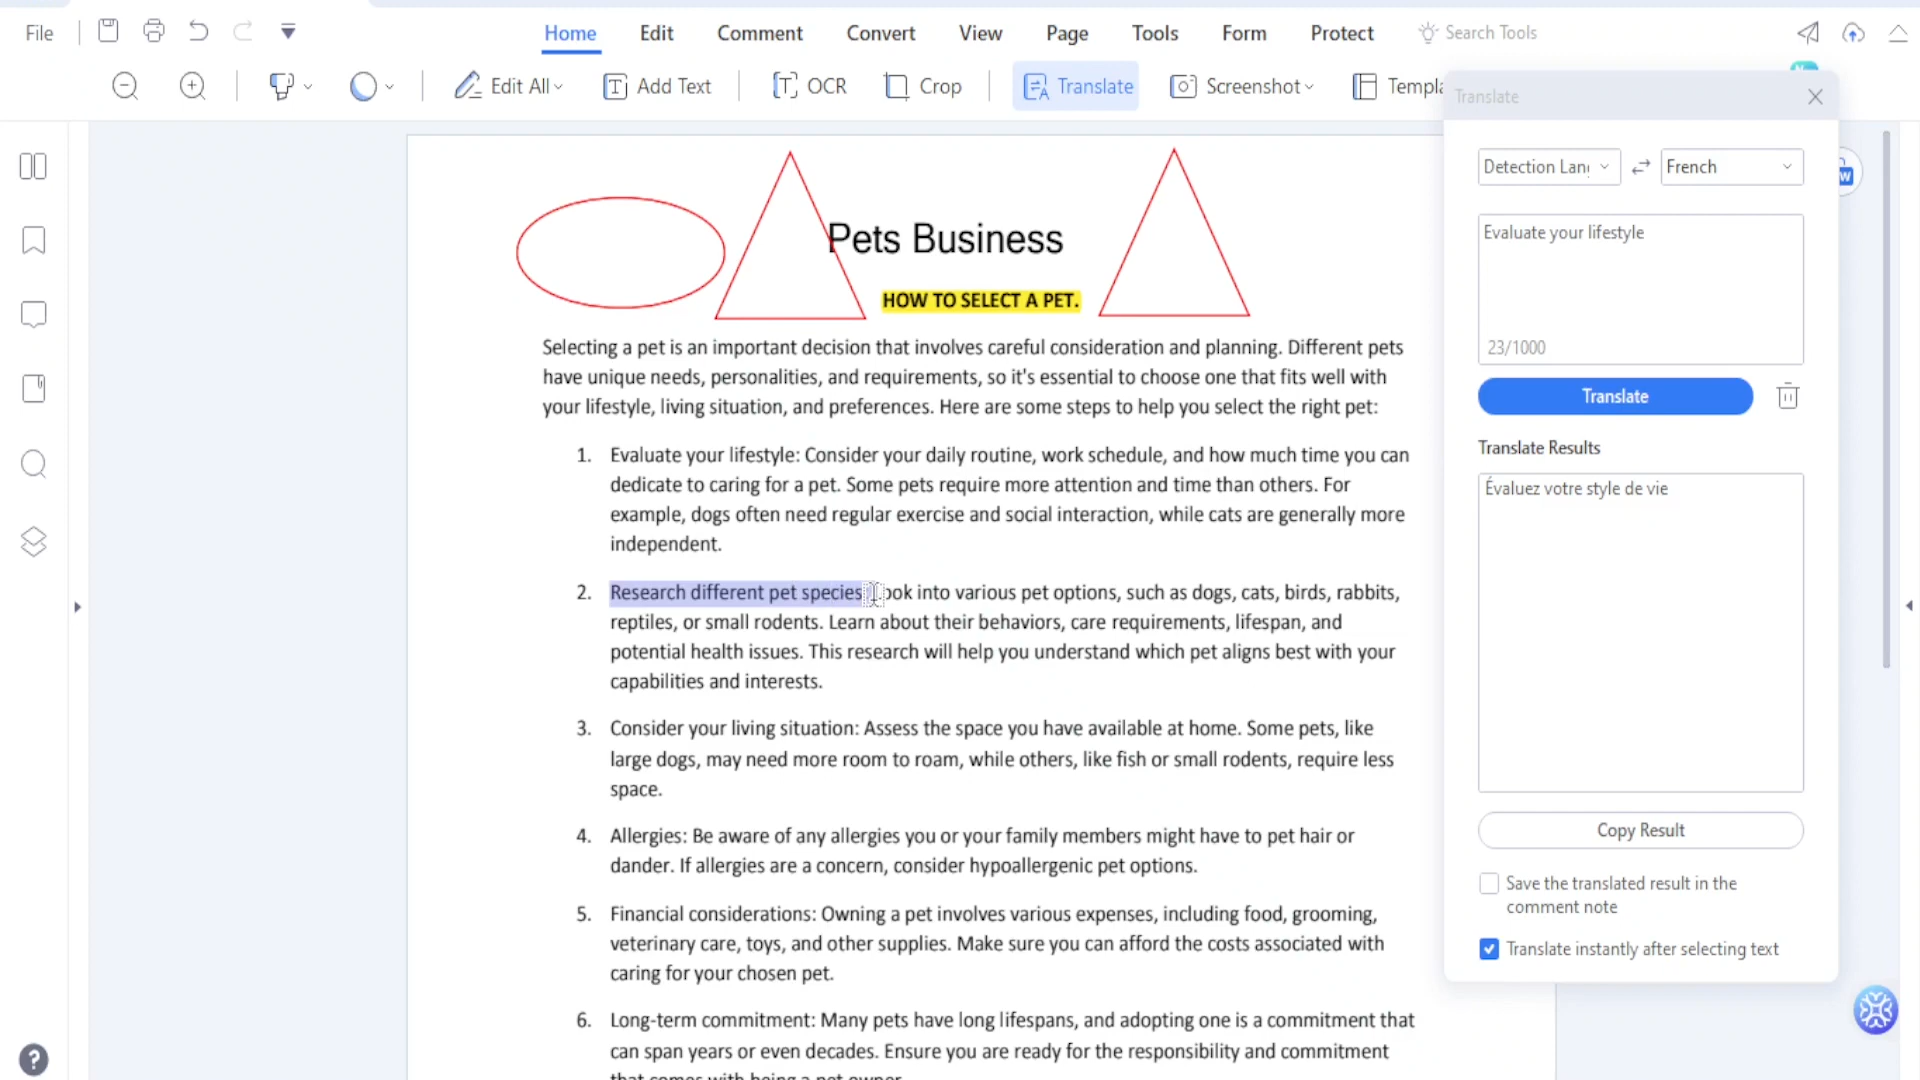 File
Home
Edit
Comment
Convert
View
Page
Tools
Form
Protect
Search Tools
Edit All
Add Text
OCR
Crop
Translate
Screenshot
Translate
Detection
French
Evaluate your lifestyle
23/1000
Translate
Translate Results
Évaluez votre style de vie
Copy Result
Save the translated result in the
comment note
Translate instantly after selecting text
W
Pets Business
HOW TO SELECT A PET.
Selecting a pet is an important decision that involves careful consideration and planning. Different pets
have unique needs, personalities, and requirements, so it's essential to choose one that fits well with
your lifestyle, living situation, and preferences. Here are some steps to help you select the right pet:
1. Evaluate your lifestyle: Consider your daily routine, work schedule, and how much time you can
dedicate to caring for a pet. Some pets require more attention and time than others. For
example, dogs often need regular exercise and social interaction, while cats are generally more
independent.
2. Research different pet species into various pet options, such as dogs, cats, birds, rabbits,
reptiles, or small rodents. Learn about their behaviors, care requirements, lifespan, and
potential health issues. This research will help you understand which pet aligns best with your
capabilities and interests.
3. Consider your living situation: Assess the space you have available at home. Some pets, like
large dogs, may need more room to roam, while others, like fish or small rodents, require less
space.
4. Allergies: Be aware of any allergies you or your family members might have to pet hair or
dander. If allergies are a concern, consider hypoallergenic pet options.
5. Financial considerations: Owning a pet involves various expenses, including food, grooming,
veterinary care, toys, and other supplies. Make sure you can afford the costs associated with
caring for your chosen pet.
6. Long-term commitment: Many pets have long lifespans, and adopting one is a commitment that
can span years or even decades. Ensure you are ready for the responsibility and commitment
that comes with being a pet owner